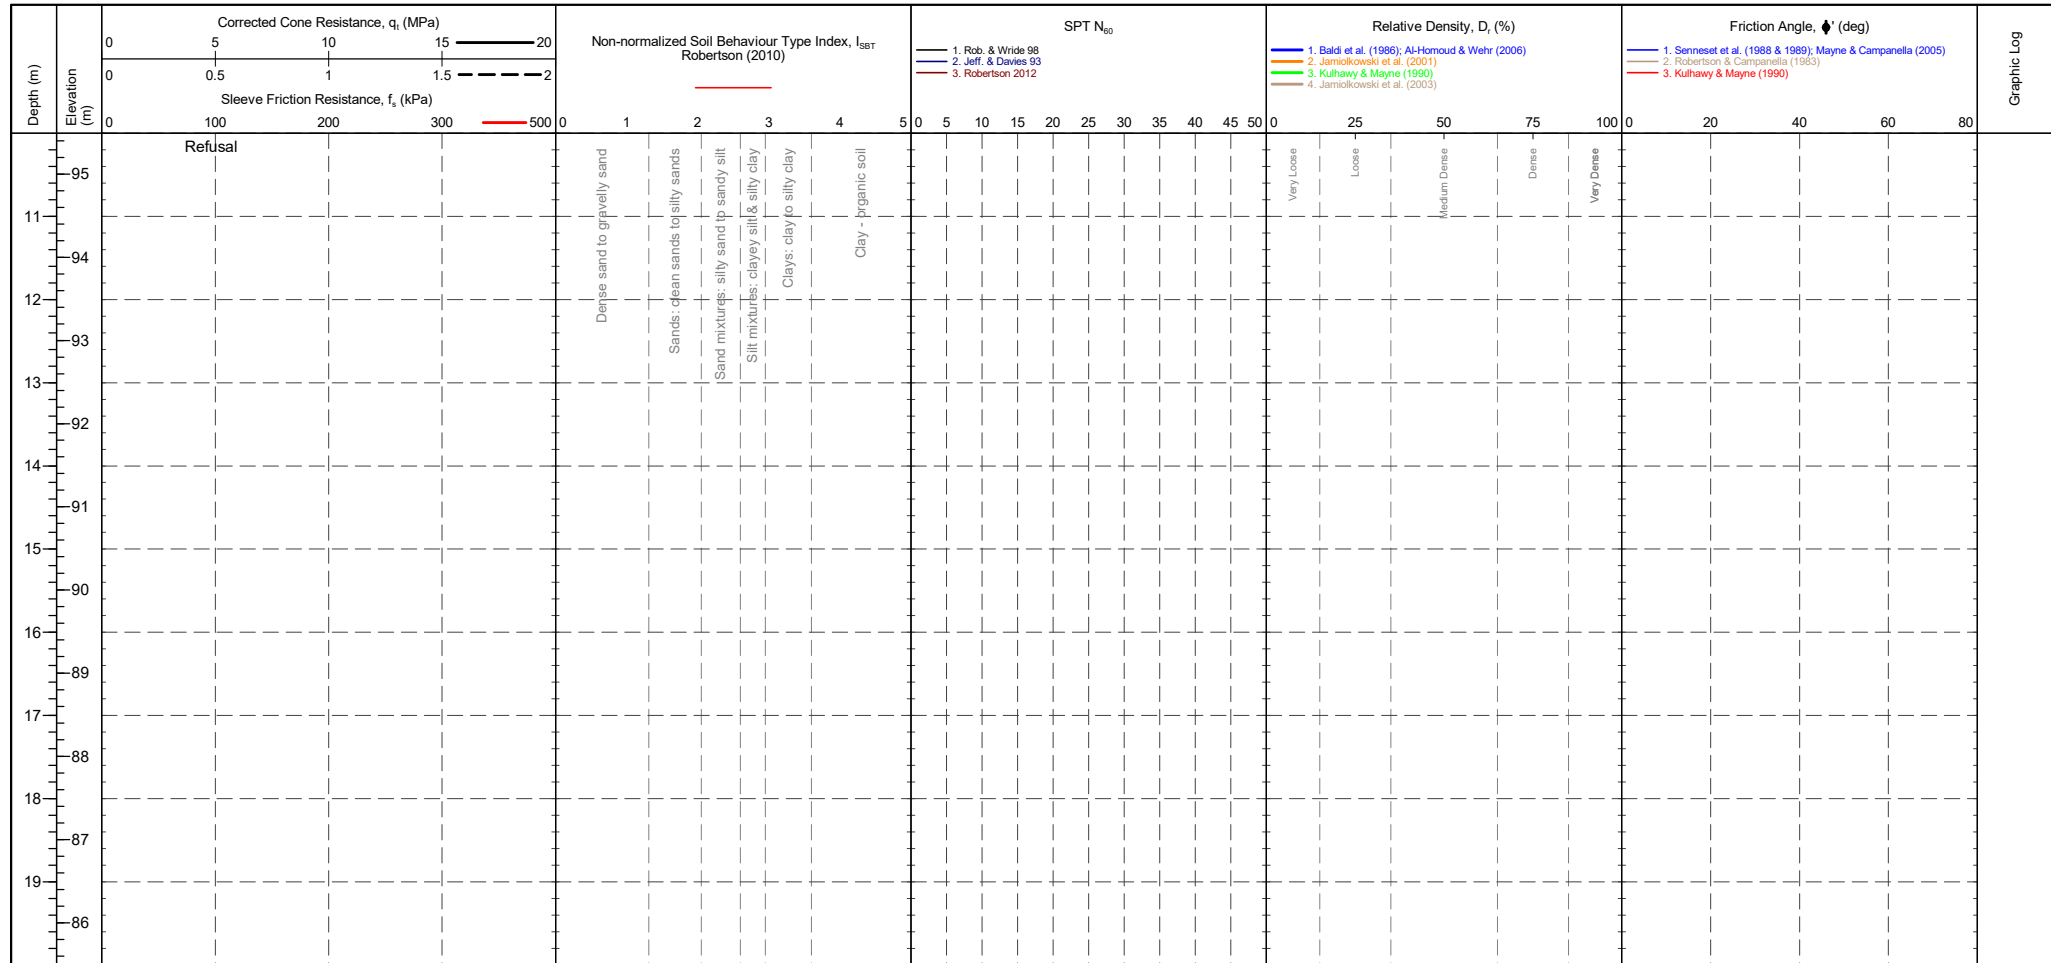 Depth (m)
Elevation
(m)
Corrected Cone Resistance, qt (MPa)
0 5 10 15 20
0 0.5 1 1.5 2
Sleeve Friction Resistance, fs (kPa)
0 100 200 300 500
Non-normalized Soil Behaviour Type Index, ISBT
Robertson (2010)
0 1 2 3 4 5
SPT N60
1. Rob. & Wride 98
2. Jeff. & Davies 93
3. Robertson 2012
0 5 10 15 20 25 30 35 40 45 50
Relative Density, Dr (%)
1. Baldi et al. (1986); Al-Homoud & Wehr (2006)
2. Jamiolkowski et al. (2001)
3. Kulhawy & Mayne (1990)
4. Jamiolkowski et al. (2003)
0 25 50 75 100
Friction Angle, ϕ' (deg)
1. Senneset et al. (1988 & 1989); Mayne & Campanella (2005)
2. Robertson & Campanella (1983)
3. Kulhawy & Mayne (1990)
0 20 40 60 80
Graphic Log
Refusal
Dense sand to gravelly sand
Sands: clean sands to silty sands
Sand mixtures: silty sand to sandy silt
Silt mixtures: clayey silt & silty clay
Clays: clay to silty clay
Clay - organic soil
Very Loose
Loose
Medium Dense
Dense
Very Dense
95
11
94
12
93
13
92
14
91
15
90
16
89
17
88
18
87
19
86